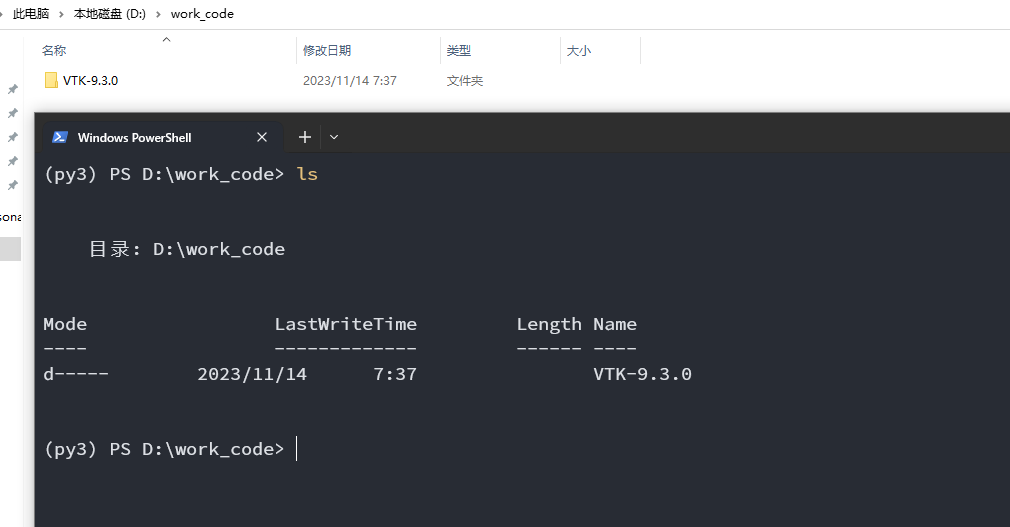 此电脑 › 本地磁盘 (D:) › work_code
名称 修改日期 类型 大小
VTK-9.3.0 2023/11/14 7:37 文件夹
sona
Windows PowerShell
(py3) PS D:\work_code> ls
目录: D:\work_code
Mode LastWriteTime Length Name
---- ------------- ------ ----
d----- 2023/11/14 7:37 VTK-9.3.0
(py3) PS D:\work_code>